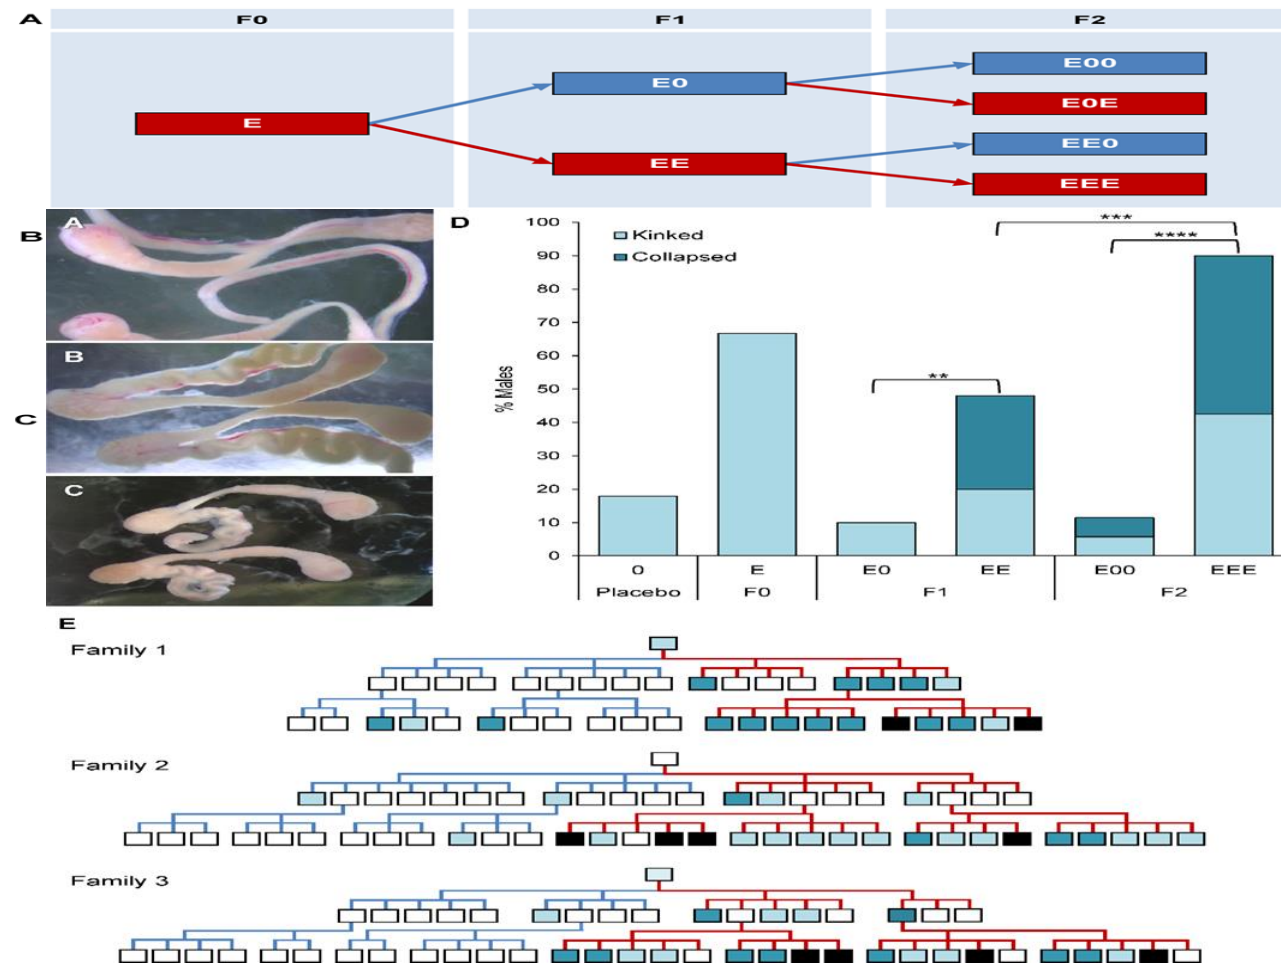 A
F0 F1 F2
E
E0
EE
E00
E0E
EE0
EEE
B
A
B
C
C
D
Kinked
Collapsed
***
****
**
% Males
100
90
80
70
60
50
40
30
20
10
0
0 E E0 EE E00 EEE
Placebo F0 F1 F2
E
Family 1
Family 2
Family 3